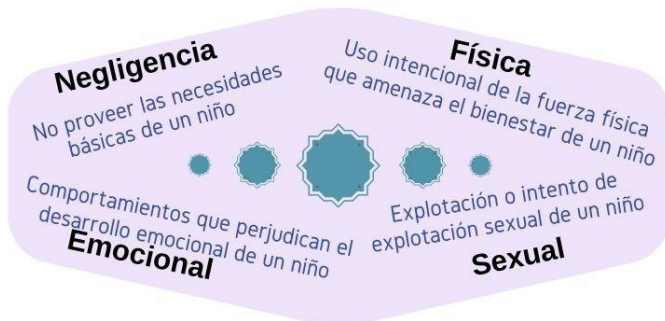 Negligencia
No proveer las necesidades
básicas de un niño
Física
Uso intencional de la fuerza física
que amenaza el bienestar de un niño
Comportamientos que perjudican el
desarrollo emocional de un niño
Emocional
Explotación o intento de
explotación sexual de un niño
Sexual